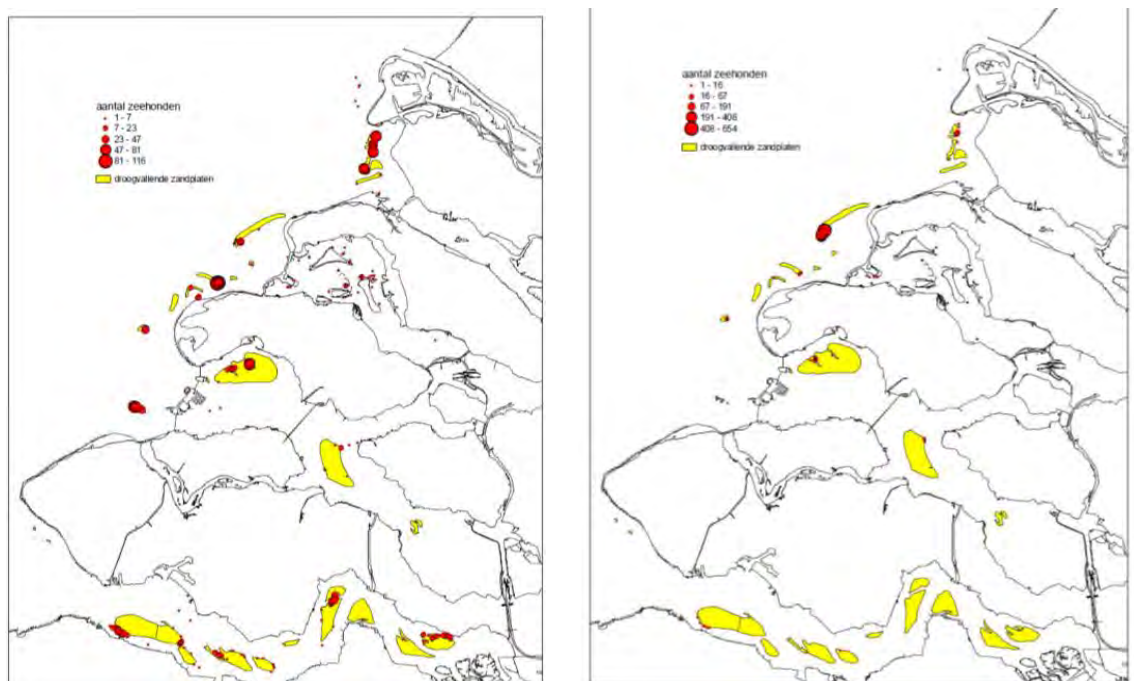 aantal zeehonden
1 - 7
7 - 23
23 - 47
47 - 81
81 - 116
droogvallende zandplaten
aantal zeehonden
1 - 16
16 - 67
67 - 191
191 - 408
408 - 654
droogvallende zandplaten